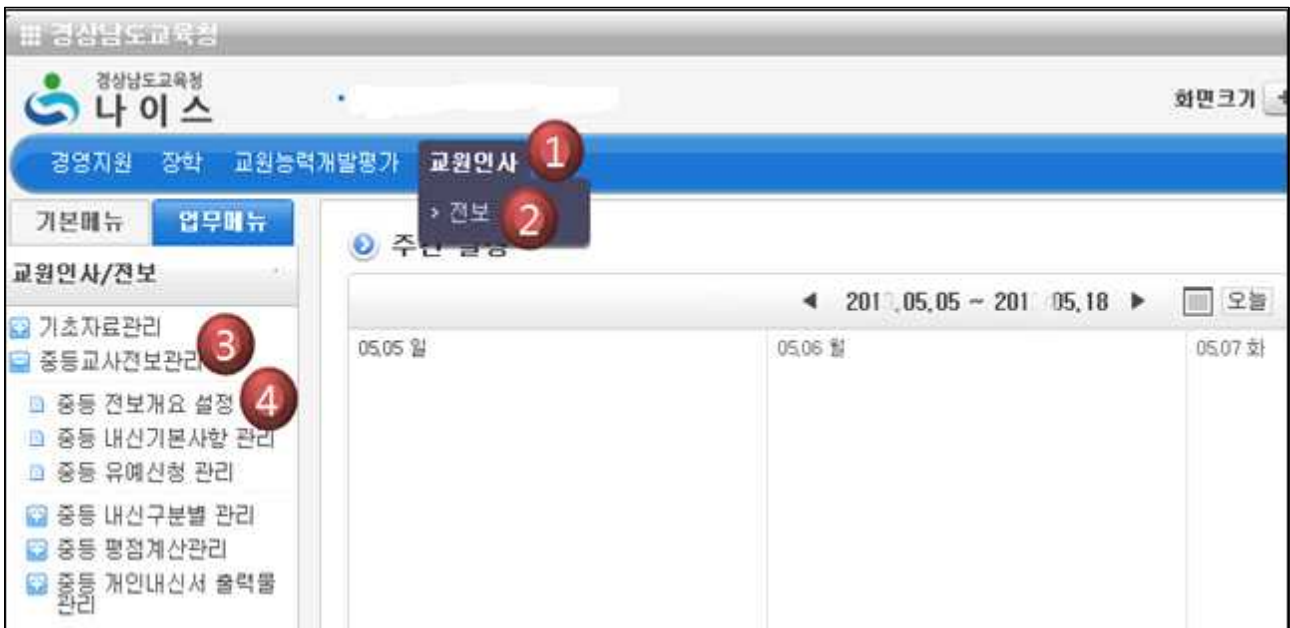 경상남도교육청
경상남도교육청
나이스
화면크기
경영지원 장학 교원능력개발평가 교원인사 1
> 전보 2
기본메뉴 업무메뉴
교원인사/전보
◀ 201 .05.05 ~ 201 05.18 ▶ 오늘
기초자료관리
중등교사전보관리 3
05.05 일 05.06 월 05.07 화
중등 전보개요 설정 4
중등 내신기본사항 관리
중등 유예신청 관리
중등 내신구분별 관리
중등 평점계산관리
중등 개인내신서 출력물
관리